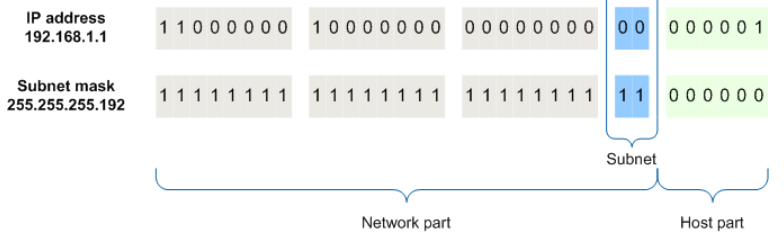 IP address
192.168.1.1
1 1 0 0 0 0 0 0 1 0 0 0 0 0 0 0 0 0 0 0 0 0 0 0 0 0 0 0 0 0 0 1
Subnet mask
255.255.255.192
1 1 1 1 1 1 1 1 1 1 1 1 1 1 1 1 1 1 1 1 1 1 1 1 1 1 0 0 0 0 0 0
Subnet
Network part Host part